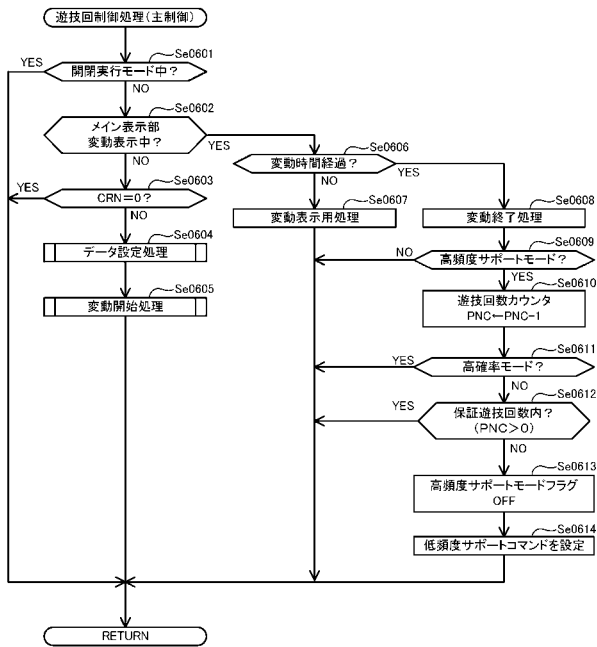 遊技回制御処理(主制御)
Se0601
開閉実行モード中?
YES
NO
Se0602
メイン表示部
変動表示中?
YES
NO
Se0603
CRN=0?
YES
NO
Se0604
データ設定処理
Se0605
変動開始処理
Se0606
変動時間経過?
YES
NO
Se0607
変動表示用処理
Se0608
変動終了処理
Se0609
高頻度サポートモード?
NO
YES
Se0610
遊技回数カウンタ
PNC←PNC-1
Se0611
高確率モード?
YES
NO
Se0612
保証遊技回数内?
(PNC>0)
YES
NO
Se0613
高頻度サポートモードフラグ
OFF
Se0614
低頻度サポートコマンドを設定
RETURN